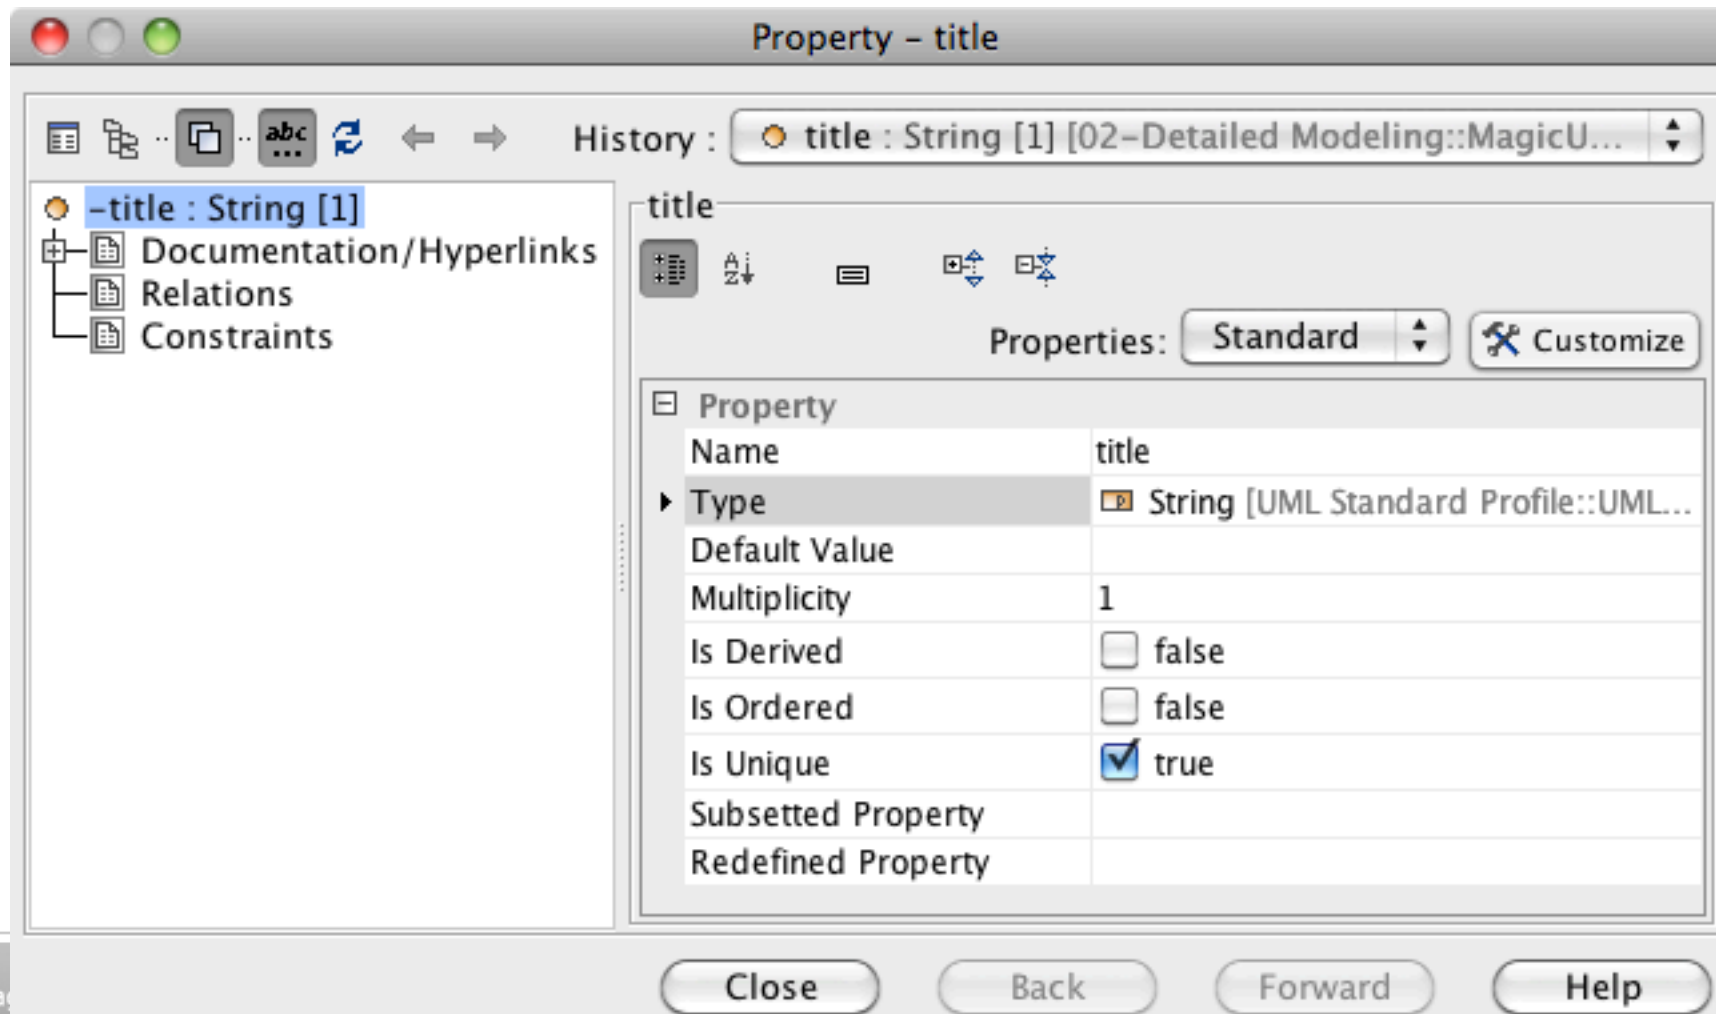 Property – title
abc
History : title : String [1] [02-Detailed Modeling::MagicU...
-title : String [1]
Documentation/Hyperlinks
Relations
Constraints
title
Properties: Standard Customize
Property
Name title
Type String [UML Standard Profile::UML...
Default Value
Multiplicity 1
Is Derived false
Is Ordered false
Is Unique true
Subsetted Property
Redefined Property
Close Back Forward Help